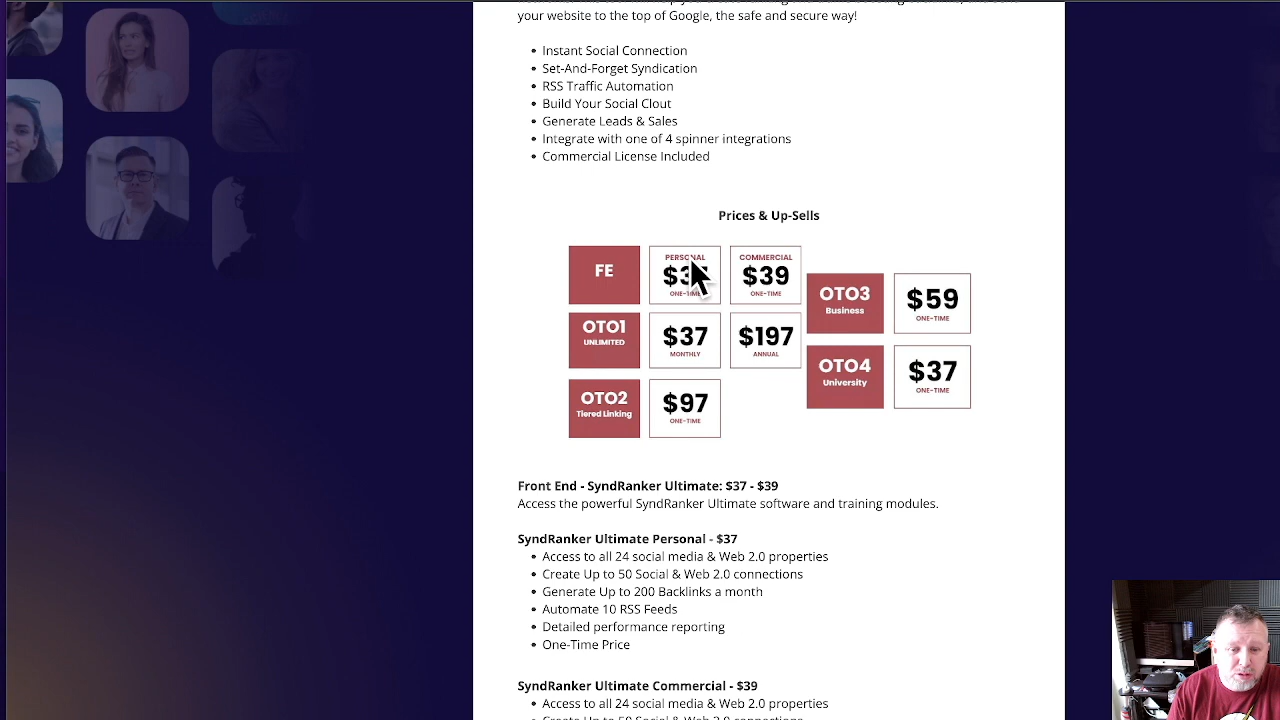 your website to the top of Google, the safe and secure way!
• Instant Social Connection
• Set-And-Forget Syndication
• RSS Traffic Automation
• Build Your Social Clout
• Generate Leads & Sales
• Integrate with one of 4 spinner integrations
• Commercial License Included
Prices & Up-Sells
FE
PERSONAL
ONE-TIME
COMMERCIAL
$39
ONE-TIME
OTO1
UNLIMITED
$37
MONTHLY
$197
ANNUAL
OTO2
Tiered Linking
$97
ONE-TIME
OTO3
Business
$59
ONE-TIME
OTO4
University
$37
ONE-TIME
Front End - SyndRanker Ultimate: $37 - $39
Access the powerful SyndRanker Ultimate software and training modules.
SyndRanker Ultimate Personal - $37
• Access to all 24 social media & Web 2.0 properties
• Create Up to 50 Social & Web 2.0 connections
• Generate Up to 200 Backlinks a month
• Automate 10 RSS Feeds
• Detailed performance reporting
• One-Time Price
SyndRanker Ultimate Commercial - $39
• Access to all 24 social media & Web 2.0 properties